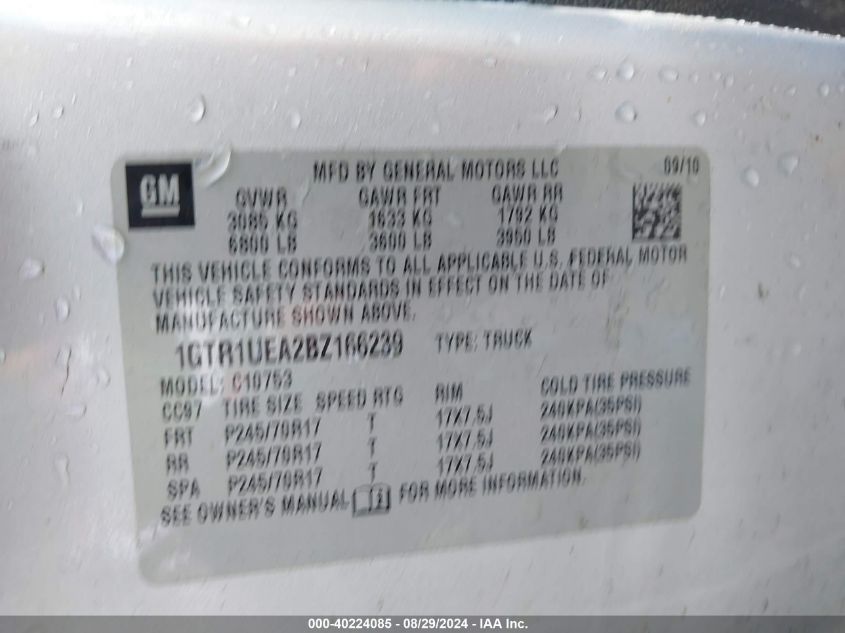 GM
MFD BY GENERAL MOTORS LLC 09/10
GVWR GAWR FRT GAWR RR
3085 KG 1633 KG 1792 KG
6800 LB 3600 LB 3950 LB
THIS VEHICLE CONFORMS TO ALL APPLICABLE U.S. FEDERAL MOTOR
VEHICLE SAFETY STANDARDS IN EFFECT ON THE DATE OF
MANUFACTURE SHOWN ABOVE.
1GTR1UEA2BZ166239 TYPE: TRUCK
MODEL: C10753
CC97 TIRE SIZE SPEED RTG RIM COLD TIRE PRESSURE
FRT P245/70R17 T 17X7.5J 240KPA(35PSI)
RR P245/70R17 T 17X7.5J 240KPA(35PSI)
SPA P245/70R17 T 17X7.5J 240KPA(35PSI)
SEE OWNER'S MANUAL FOR MORE INFORMATION.
000-40224085 - 08/29/2024 - IAA Inc.